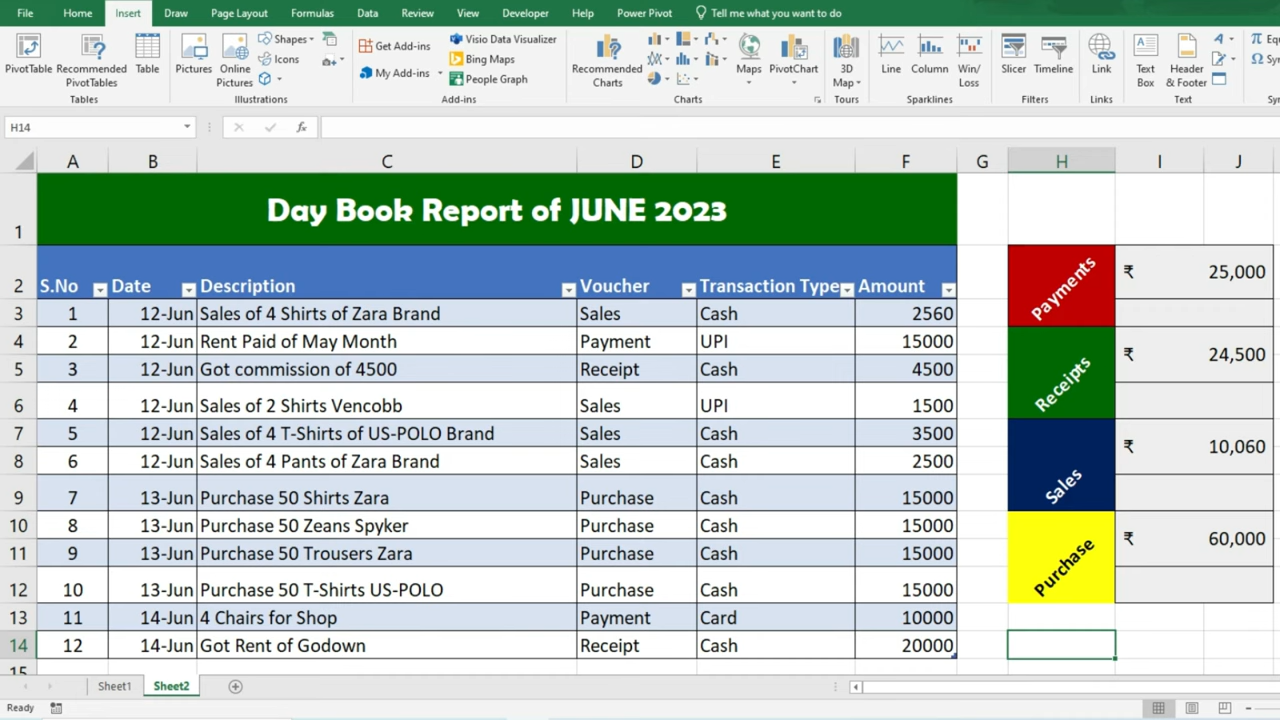 File Home Insert Draw Page Layout Formulas Data Review View Developer Help Power Pivot Tell me what you want to do
PivotTable Recommended PivotTables Table Tables
Pictures Online Pictures Shapes Icons Illustrations
Get Add-ins My Add-ins Visio Data Visualizer Bing Maps People Graph Add-ins
Recommended Charts Maps PivotChart Charts
3D Map Tours
Line Column Win/ Loss Sparklines
Slicer Timeline Filters
Link Links
Text Box Header & Footer Text
H14 fx
A B C D E F G H I J
1 Day Book Report of JUNE 2023
2 S.No Date Description Voucher Transaction Type Amount
3 1 12-Jun Sales of 4 Shirts of Zara Brand Sales Cash 2560
4 2 12-Jun Rent Paid of May Month Payment UPI 15000
5 3 12-Jun Got commission of 4500 Receipt Cash 4500
6 4 12-Jun Sales of 2 Shirts Vencobb Sales UPI 1500
7 5 12-Jun Sales of 4 T-Shirts of US-POLO Brand Sales Cash 3500
8 6 12-Jun Sales of 4 Pants of Zara Brand Sales Cash 2500
9 7 13-Jun Purchase 50 Shirts Zara Purchase Cash 15000
10 8 13-Jun Purchase 50 Zeans Spyker Purchase Cash 15000
11 9 13-Jun Purchase 50 Trousers Zara Purchase Cash 15000
12 10 13-Jun Purchase 50 T-Shirts US-POLO Purchase Cash 15000
13 11 14-Jun 4 Chairs for Shop Payment Card 10000
14 12 14-Jun Got Rent of Godown Receipt Cash 20000
15
Payments ₹ 25,000
Receipts ₹ 24,500
Sales ₹ 10,060
Purchase ₹ 60,000
Sheet1 Sheet2
Ready